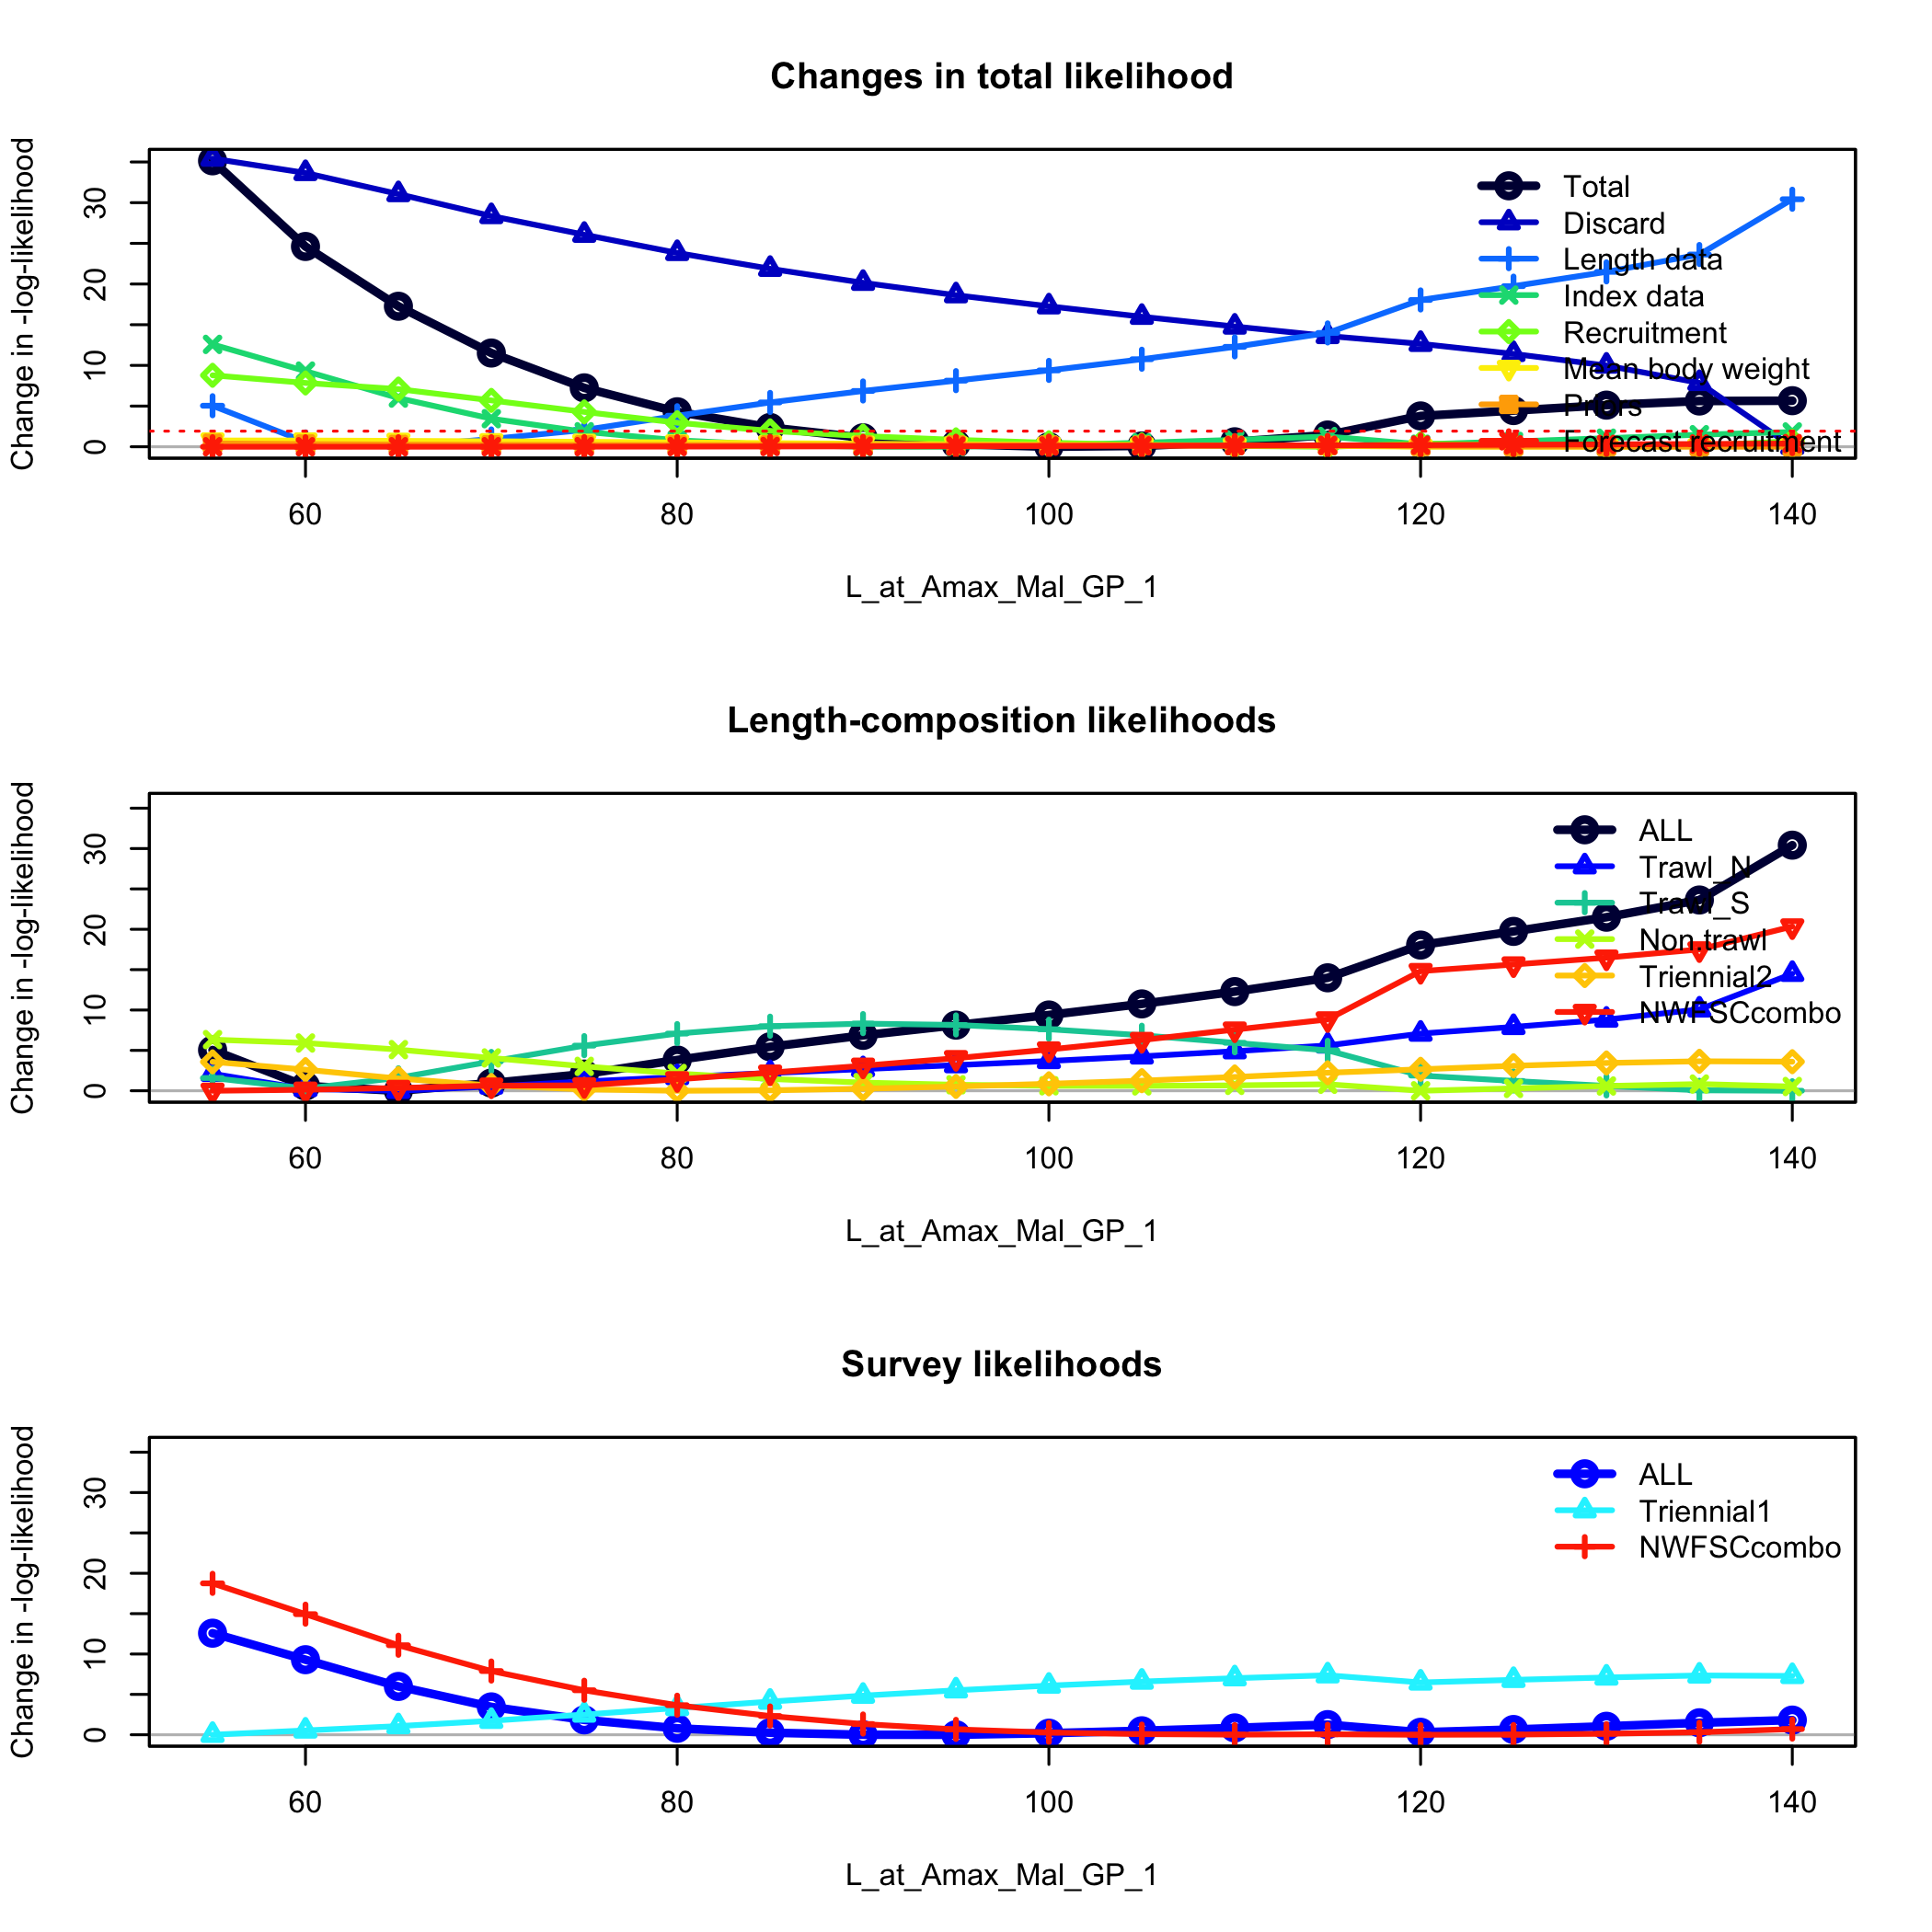 Changes in total likelihood
Change in -log-likelihood
30
20
10
0
Total
Discard
Length data
Index data
Recruitment
Mean body weight
Priors
Forecast recruitment
60 80 100 120 140
L_at_Amax_Mal_GP_1
Length-composition likelihoods
Change in -log-likelihood
30
20
10
0
ALL
Trawl_N
Trawl_S
Non.trawl
Triennial2
NWFSCcombo
60 80 100 120 140
L_at_Amax_Mal_GP_1
Survey likelihoods
Change in -log-likelihood
30
20
10
0
ALL
Triennial1
NWFSCcombo
60 80 100 120 140
L_at_Amax_Mal_GP_1